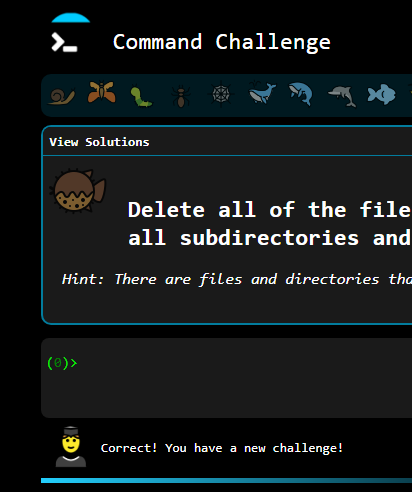 Command Challenge
View Solutions
Delete all of the file
all subdirectories and
Hint: There are files and directories tha
(0)>
Correct! You have a new challenge!